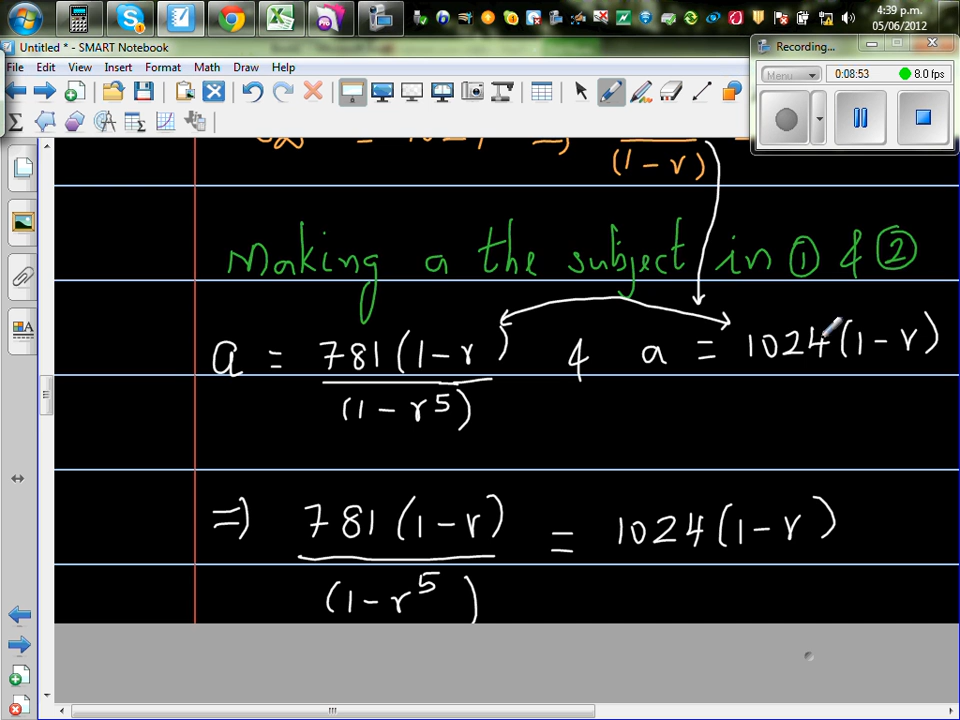 4:39 p.m.
05/06/2012
Untitled * - SMART Notebook
Recording...
File Edit View Insert Format Math Draw Help
Menu 0:08:53 8.0 fps
(1-r)
Making a the subject in ① & ②
a = 781(1-r) & a = 1024(1-r)
(1-r⁵)
⇒ 781(1-r) = 1024(1-r)
(1-r⁵)